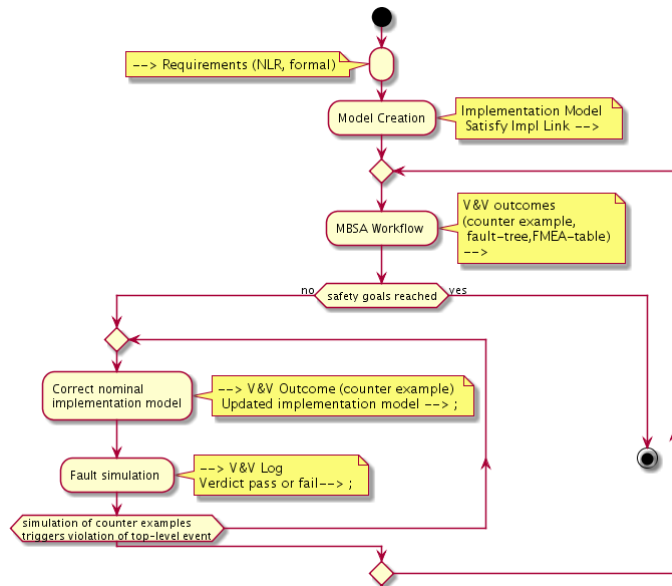 --> Requirements (NLR, formal)
Model Creation
Implementation Model
Satisfy Impl Link -->
MBSA Workflow
V&V outcomes
(counter example,
fault-tree,FMEA-table)
-->
no
safety goals reached
yes
Correct nominal
implementation model
--> V&V Outcome (counter example)
Updated implementation model --> ;
Fault simulation
--> V&V Log
Verdict pass or fail--> ;
simulation of counter examples
triggers violation of top-level event